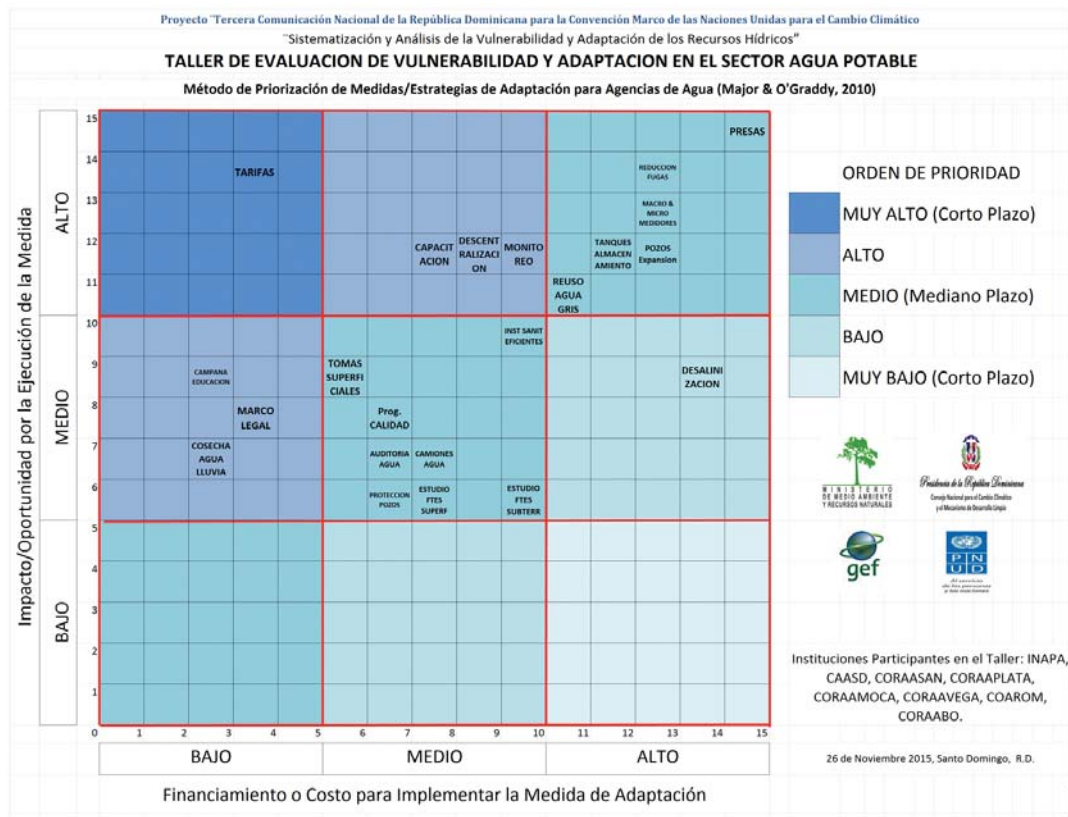 Proyecto ¨Tercera Comunicación Nacional de la República Dominicana para la Convención Marco de las Naciones Unidas para el Cambio Climático
¨Sistematización y Análisis de la Vulnerabilidad y Adaptación de los Recursos Hídricos”
TALLER DE EVALUACION DE VULNERABILIDAD Y ADAPTACION EN EL SECTOR AGUA POTABLE
Método de Priorización de Medidas/Estrategias de Adaptación para Agencias de Agua (Major & O'Graddy, 2010)
Impacto/Oportunidad por la Ejecución de la Medida
ALTO
MEDIO
BAJO
15
14
13
12
11
10
9
8
7
6
5
4
3
2
1
PRESAS
TARIFAS
REDUCCION
FUGAS
MACRO &
MICRO
MEDIDORES
CAPACIT
ACION
DESCENT
RALIZACI
ON
MONITO
REO
TANQUES
ALMACEN
AMIENTO
POZOS
Expansion
REUSO
AGUA
GRIS
INST SANIT
EFICIENTES
CAMPANA
EDUCACION
TOMAS
SUPERFI
CIALES
DESALINI
ZACION
MARCO
LEGAL
Prog.
CALIDAD
COSECHA
AGUA
LLUVIA
AUDITORIA
AGUA
CAMIONES
AGUA
PROTECCION
POZOS
ESTUDIO
FTES
SUPERF
ESTUDIO
FTES
SUBTERR
0 1 2 3 4 5 6 7 8 9 10 11 12 13 14 15
BAJO MEDIO ALTO
Financiamiento o Costo para Implementar la Medida de Adaptación
ORDEN DE PRIORIDAD
MUY ALTO (Corto Plazo)
ALTO
MEDIO (Mediano Plazo)
BAJO
MUY BAJO (Corto Plazo)
MINISTERIO
DE MEDIO AMBIENTE
Y RECURSOS NATURALES
Presidencia de la República Dominicana
Consejo Nacional para el Cambio Climático
y el Mecanismo de Desarrollo Limpio
gef
PN
UD
Al servicio
de las personas
Instituciones Participantes en el Taller: INAPA,
CAASD, CORAASAN, CORAAPLATA,
CORAAMOCA, CORAAVEGA, COAROM,
CORAABO.
26 de Noviembre 2015, Santo Domingo, R.D.